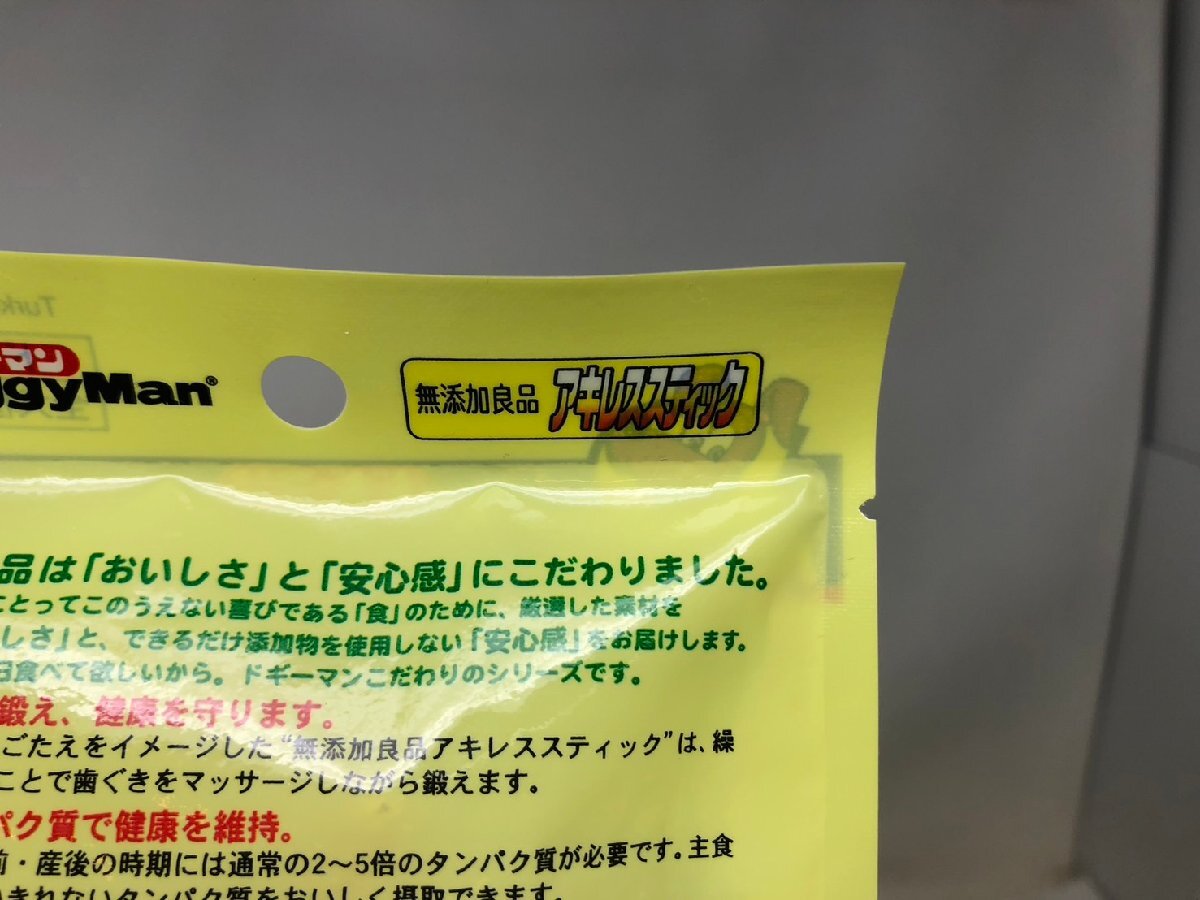 Turk
マン
ggyMan®
無添加良品 アキレススティック
品は「おいしさ」と「安心感」にこだわりました。
にとってこのうえない喜びである「食」のために、厳選した素材を
しさ」と、できるだけ添加物を使用しない「安心感」をお届けします。
日食べて欲しいから。ドギーマンこだわりのシリーズです。
鍛え、健康を守ります。
ごたえをイメージした“無添加良品アキレススティック”は、繰
ことで歯ぐきをマッサージしながら鍛えます。
パク質で健康を維持。
前・産後の時期には通常の2〜5倍のタンパク質が必要です。主食
きれないタンパク質をおいしく摂取できます。